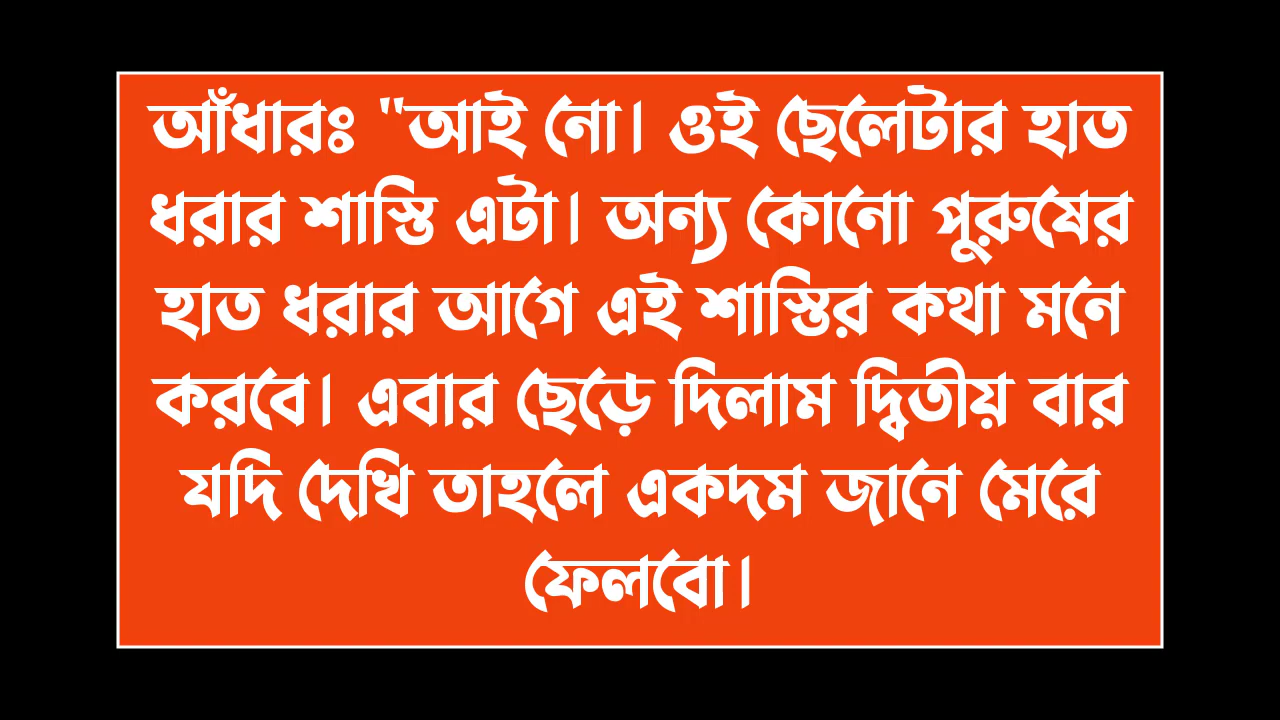 আঁধারঃ "আই নো। ওই ছেলেটার হাত
ধরার শাস্তি এটা। অন্য কোনো পুরুষের
হাত ধরার আগে এই শাস্তির কথা মনে
করবে। এবার ছেড়ে দিলাম দ্বিতীয় বার
যদি দেখি তাহলে একদম জানে মেরে
ফেলবো।